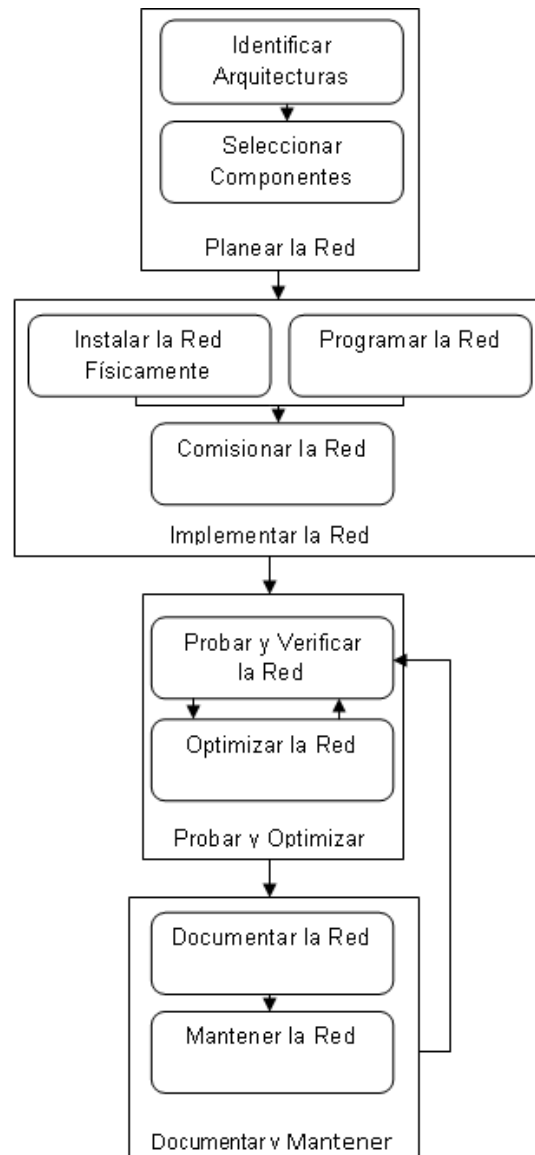 Identificar
Arquitecturas
Seleccionar
Componentes
Planear la Red
Instalar la Red
Físicamente
Programar la Red
Comisionar la Red
Implementar la Red
Probar y Verificar
la Red
Optimizar la Red
Probar y Optimizar
Documentar la Red
Mantener la Red
Documentar y Mantener